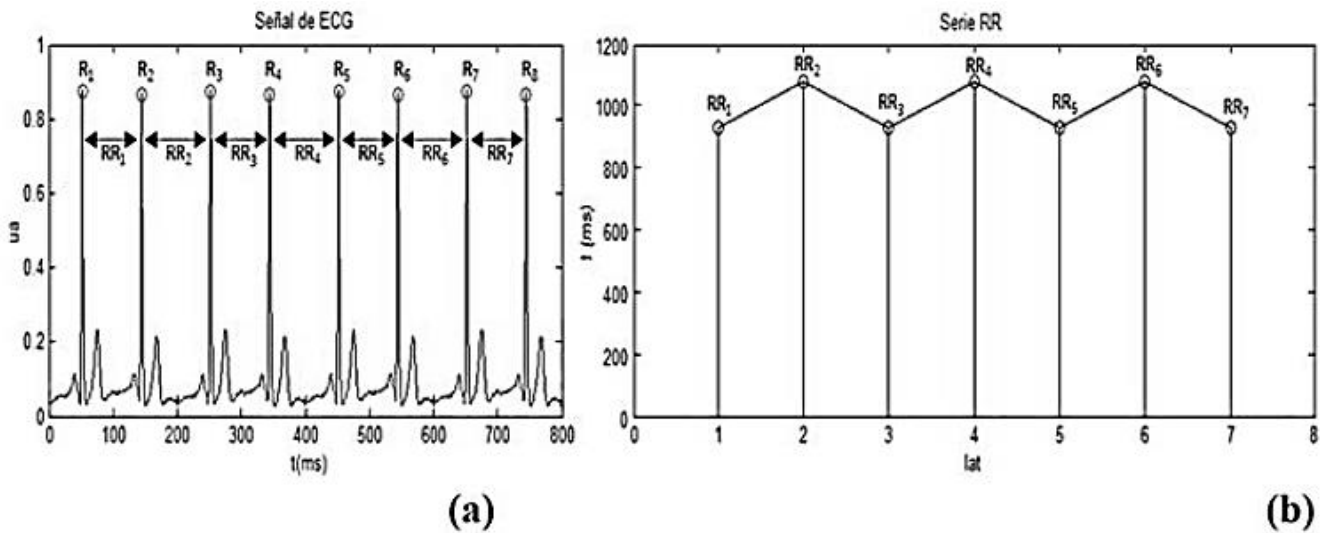 Señal de ECG
1
0.8
0.6
0.4
0.2
0
ua
R₁ R₂ R₃ R₄ R₅ R₆ R₇ R₈
RR₁ RR₂ RR₃ RR₄ RR₅ RR₆ RR₇
0 100 200 300 400 500 600 700 800
t(ms)
(a)
Serie RR
1200
1000
800
600
400
200
0
t (ms)
RR₁ RR₂ RR₃ RR₄ RR₅ RR₆ RR₇
0 1 2 3 4 5 6 7 8
lat
(b)